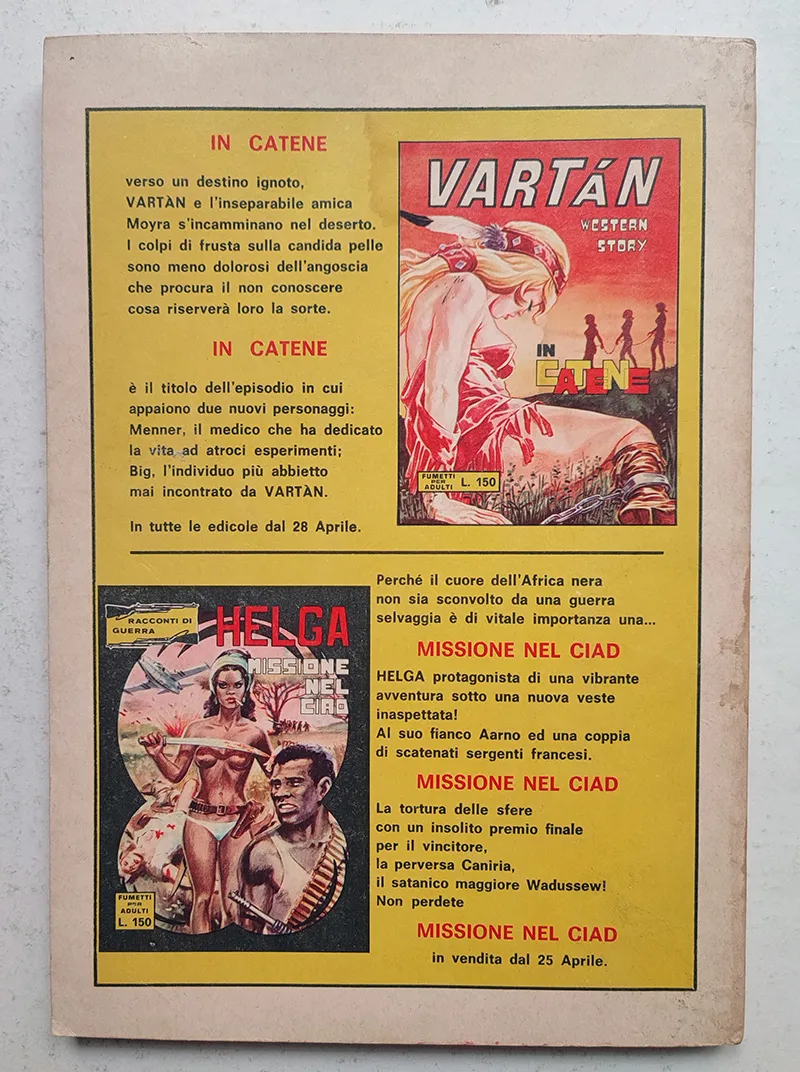 IN CATENE
verso un destino ignoto,
VARTÀN e l'inseparabile amica
Moyra s'incamminano nel deserto.
I colpi di frusta sulla candida pelle
sono meno dolorosi dell'angoscia
che procura il non conoscere
cosa riserverà loro la sorte.
IN CATENE
è il titolo dell'episodio in cui
appaiono due nuovi personaggi:
Menner, il medico che ha dedicato
la vita ad atroci esperimenti;
Big, l'individuo più abbietto
mai incontrato da VARTÀN.
In tutte le edicole dal 28 Aprile.
VARTÁN
WESTERN
STORY
IN
CATENE
FUMETTI
PER
ADULTI
L. 150
RACCONTI DI
GUERRA
HELGA
MISSIONE
NEL
CIAD
FUMETTI
PER
ADULTI
L. 150
Perché il cuore dell'Africa nera
non sia sconvolto da una guerra
selvaggia è di vitale importanza una...
MISSIONE NEL CIAD
HELGA protagonista di una vibrante
avventura sotto una nuova veste
inaspettata!
Al suo fianco Aarno ed una coppia
di scatenati sergenti francesi.
MISSIONE NEL CIAD
La tortura delle sfere
con un insolito premio finale
per il vincitore,
la perversa Caniria,
il satanico maggiore Wadussew!
Non perdete
MISSIONE NEL CIAD
in vendita dal 25 Aprile.